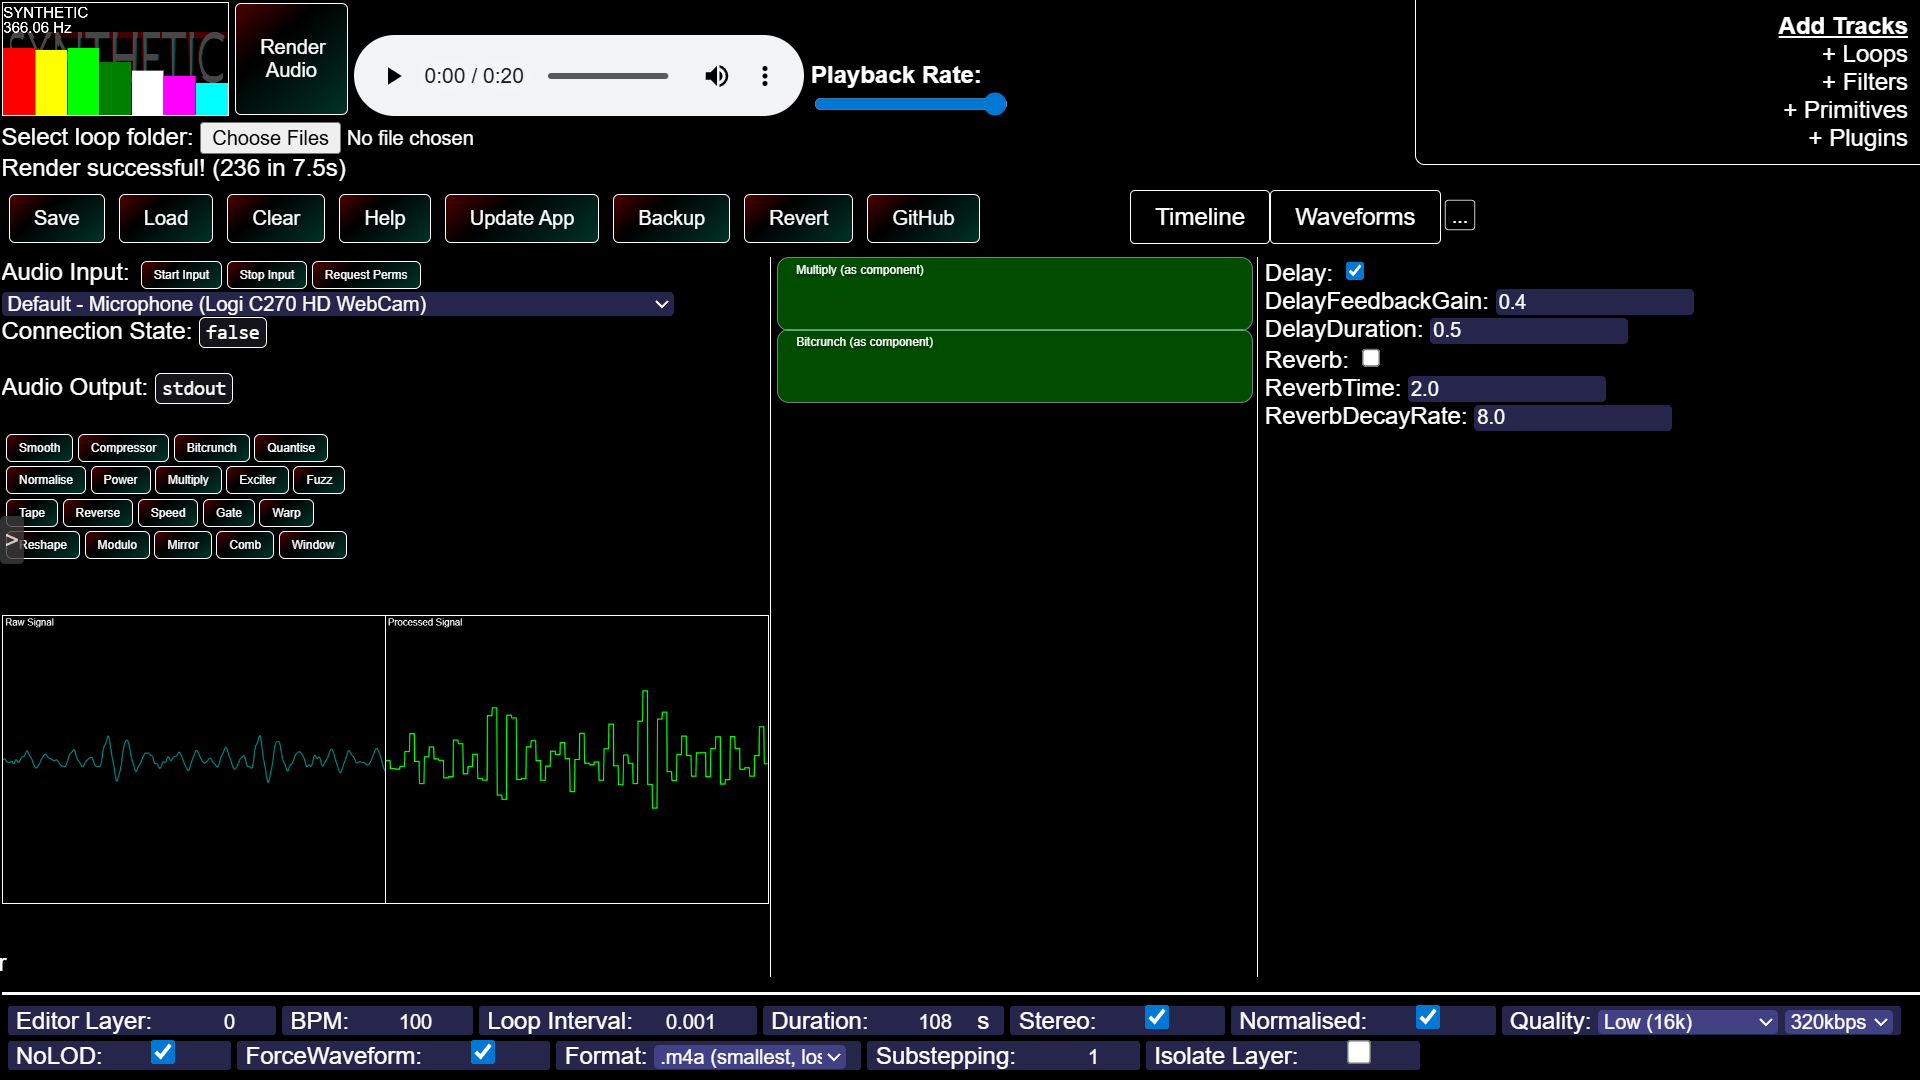 SYNTHETIC
366.06 Hz
SYNTHETIC
Render
Audio
0:00 / 0:20
Playback Rate:
Add Tracks
+ Loops
+ Filters
+ Primitives
+ Plugins
Select loop folder: Choose Files No file chosen
Render successful! (236 in 7.5s)
Save Load Clear Help Update App Backup Revert GitHub Timeline Waveforms ...
Audio Input: Start Input Stop Input Request Perms
Default - Microphone (Logi C270 HD WebCam)
Connection State: false
Audio Output: stdout
Smooth Compressor Bitcrunch Quantise
Normalise Power Multiply Exciter Fuzz
Tape Reverse Speed Gate Warp
> Reshape Modulo Mirror Comb Window
Raw Signal
Processed Signal
r
Multiply (as component)
Bitcrunch (as component)
Delay:
DelayFeedbackGain: 0.4
DelayDuration: 0.5
Reverb:
ReverbTime: 2.0
ReverbDecayRate: 8.0
Editor Layer: 0 BPM: 100 Loop Interval: 0.001 Duration: 108 s Stereo: Normalised: Quality: Low (16k) 320kbps
NoLOD: ForceWaveform: Format: .m4a (smallest, los Substepping: 1 Isolate Layer: